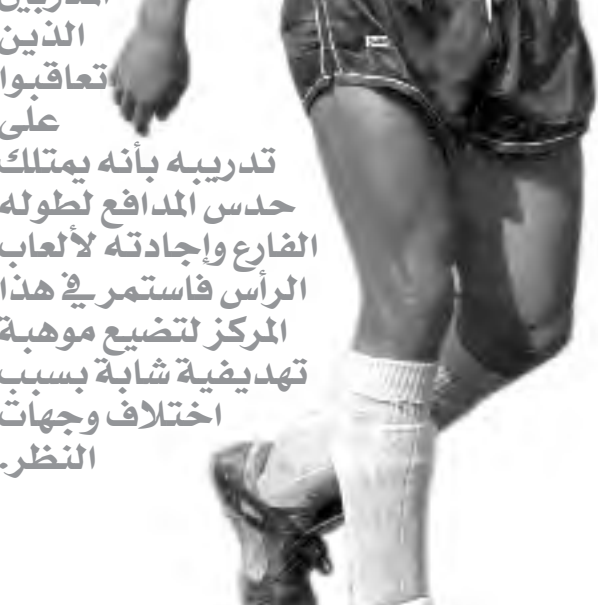 المدربين
الذين
تعاقبوا
على
تدريبه بأنه يمتلك
حدس المدافع لطوله
الفارع وإجادته لألعاب
الرأس فاستمر في هذا
المركز لتضيع موهبة
تهديفية شابة بسبب
اختلاف وجهات
النظر.